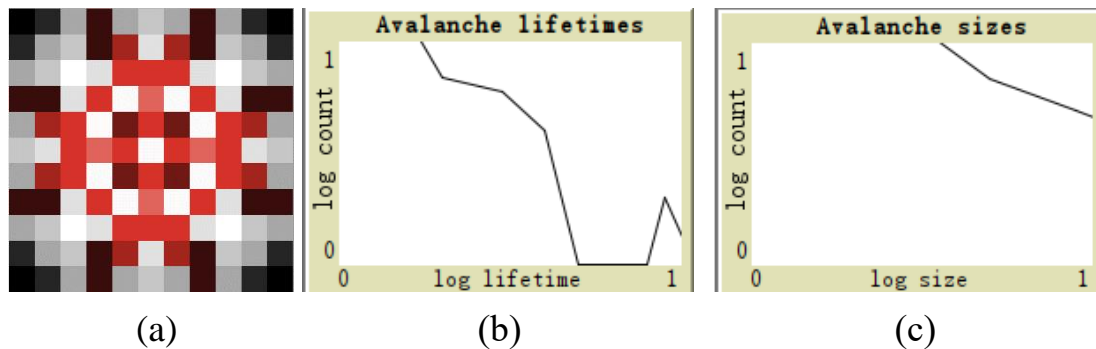 Avalanche lifetimes
1
log count
0
0 log lifetime 1
Avalanche sizes
1
log count
0
0 log size 1
(a) (b) (c)